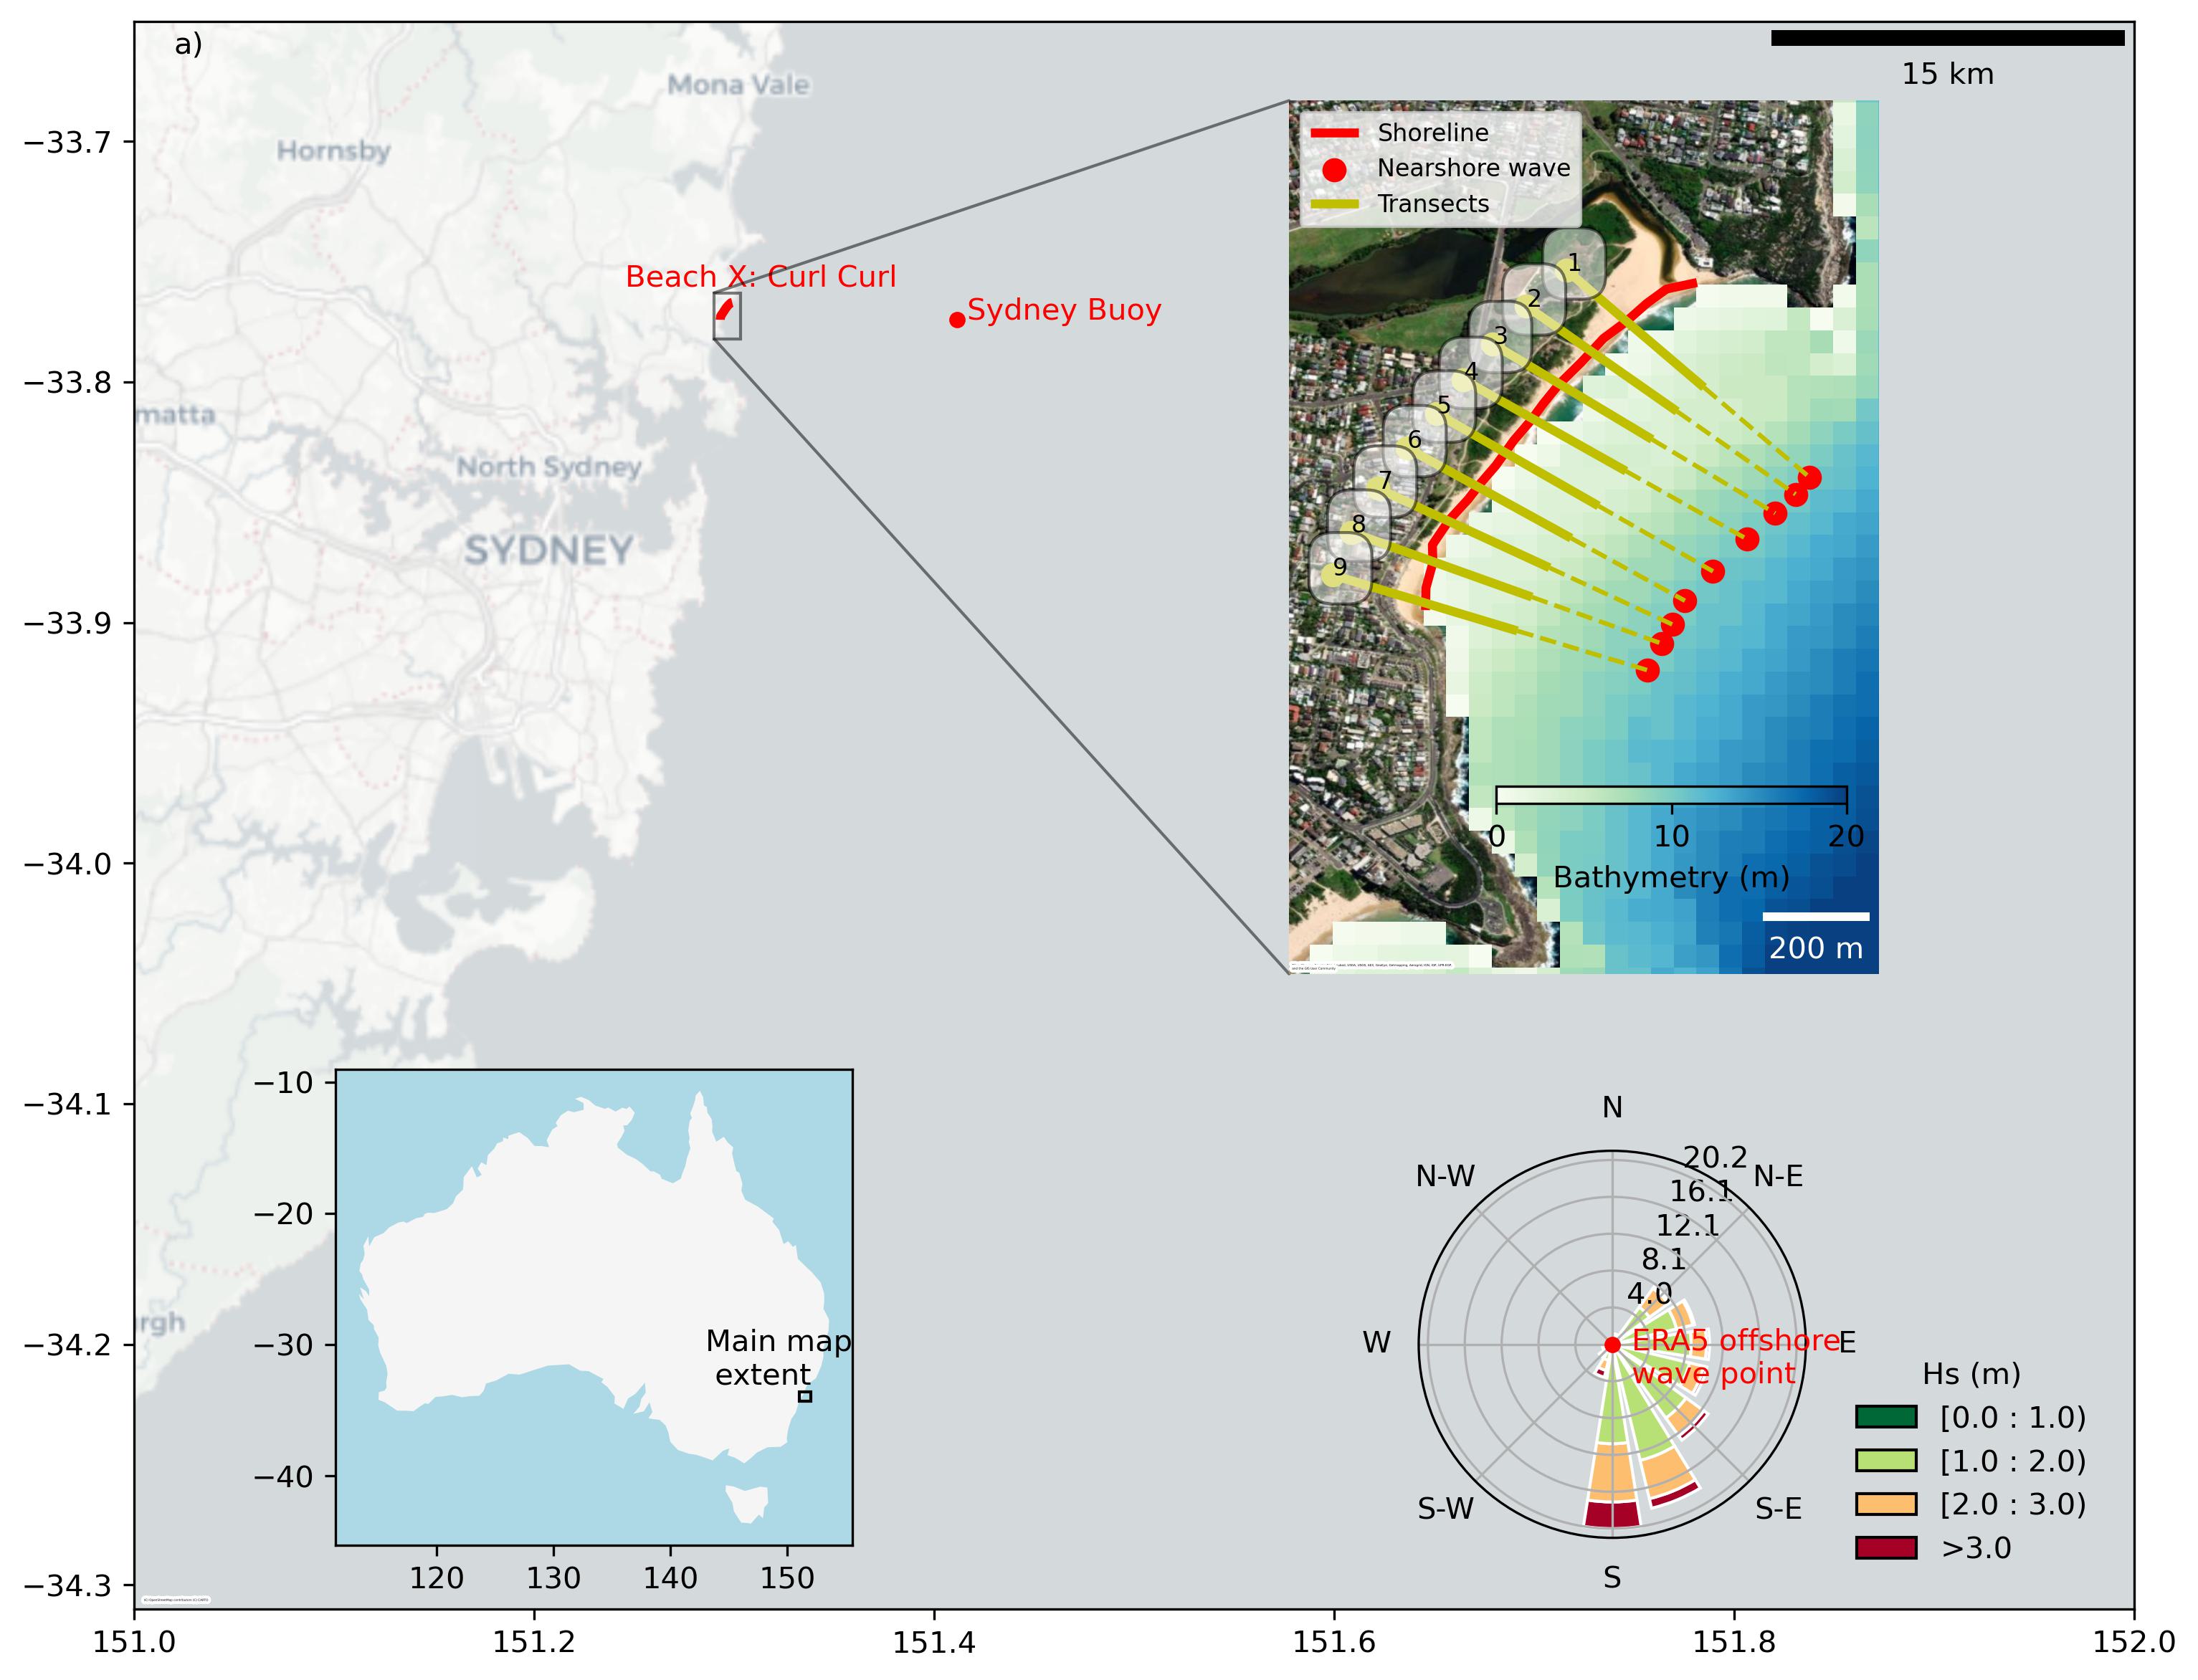 a)
15 km
Mona Vale
Hornsby
Shoreline
Nearshore wave
Transects
−33.7
Beach X: Curl Curl
Sydney Buoy
1
2
3
4
5
6
7
8
9
−33.8
matta
North Sydney
SYDNEY
−33.9
0
10
20
Bathymetry (m)
200 m
−34.0
−34.1
−10
−20
−30
−40
Main map
extent
120
130
140
150
rgh
N
N-E
E
S-E
S
S-W
W
N-W
20.2
16.1
12.1
8.1
4.0
ERA5 offshore
wave point
Hs (m)
[0.0 : 1.0)
[1.0 : 2.0)
[2.0 : 3.0)
>3.0
−34.2
−34.3
151.0
151.2
151.4
151.6
151.8
152.0